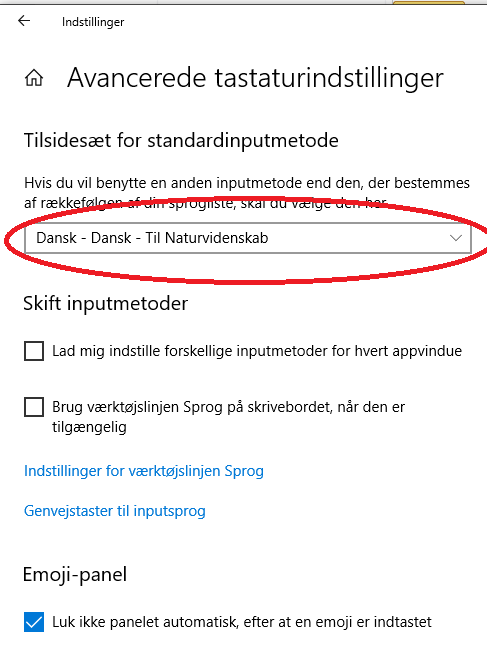 Indstillinger
Avancerede tastaturindstillinger
Tilsidesæt for standardinputmetode
Hvis du vil benytte en anden inputmetode end den, der bestemmes
af rækkefølgen af din sprogliste, skal du vælge den her
Dansk - Dansk - Til Naturvidenskab
Skift inputmetoder
Lad mig indstille forskellige inputmetoder for hvert appvindue
Brug værktøjslinjen Sprog på skrivebordet, når den er
tilgængelig
Indstillinger for værktøjslinjen Sprog
Genvejstaster til inputsprog
Emoji-panel
Luk ikke panelet automatisk, efter at en emoji er indtastet